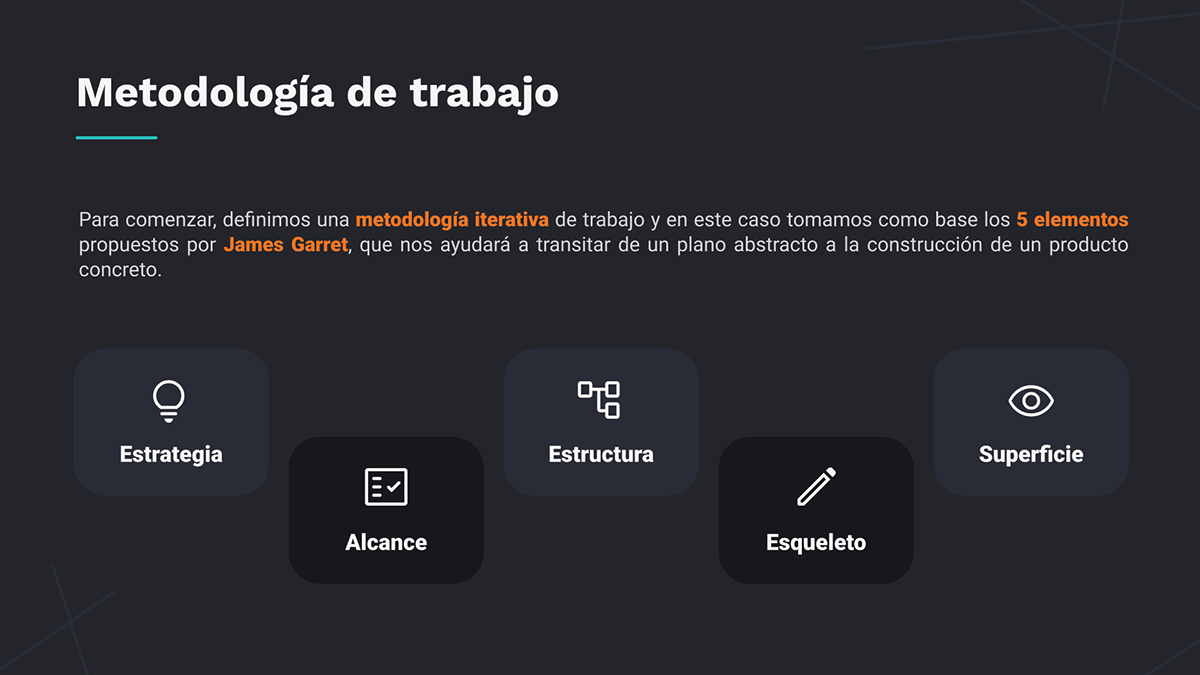 Metodología de trabajo
Para comenzar, definimos una metodología iterativa de trabajo y en este caso tomamos como base los 5 elementos
propuestos por James Garret, que nos ayudará a transitar de un plano abstracto a la construcción de un producto
concreto.
Estrategia
Alcance
Estructura
Esqueleto
Superficie